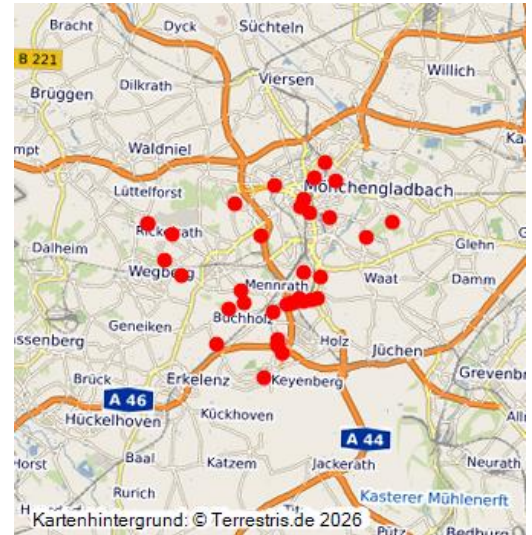 Bracht
Dyck
Süchteln
B 221
Viersen
Willich
Brüggen
Dilkrath
Waldniel
Lüttelforst
Mönchengladbach
Rickelrath
Dalheim
Glehn
Wegberg
Mennrath
Waat
Damm
Buchholz
Geneiken
Holz
Jüchen
Brück
Erkelenz
Keyenberg
Grevenbr
A 46
Hückelhoven
Kückhoven
A 44
Baal
Katzem
Jackerath
Horst
Neurath
Rurich
Kasterer Mühlenerft
Kartenhintergrund: © Terrestris.de 2026
Pütz
Bedburg